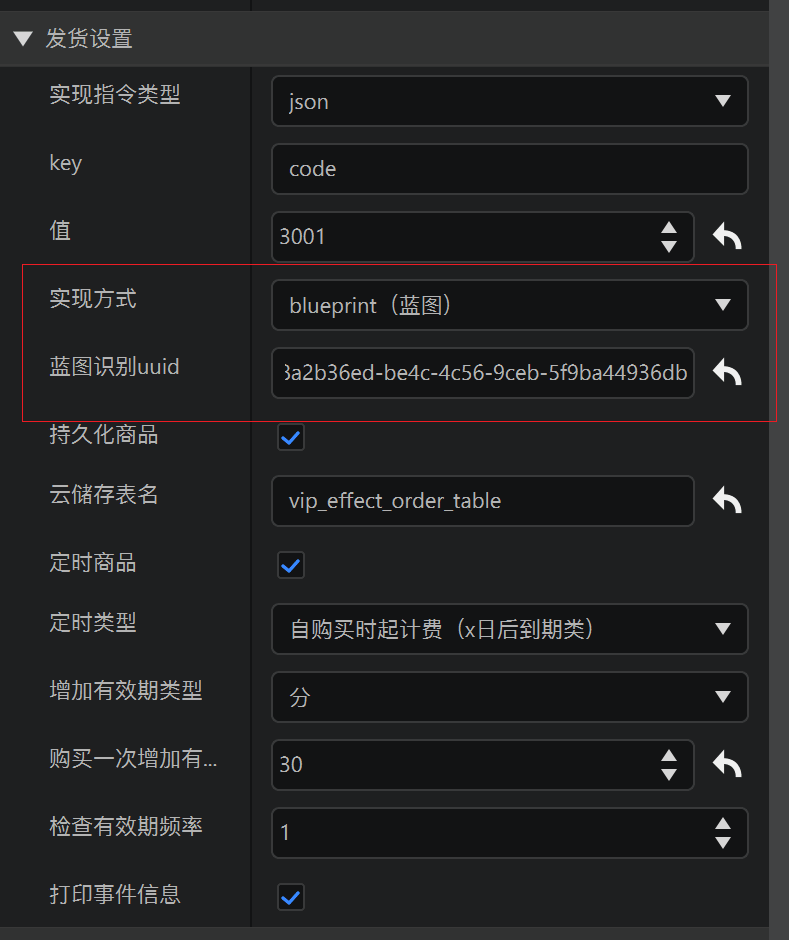 发货设置
实现指令类型 json
key code
值 3001
实现方式 blueprint（蓝图）
蓝图识别uuid 3a2b36ed-be4c-4c56-9ceb-5f9ba44936db
持久化商品
云储存表名 vip_effect_order_table
定时商品
定时类型 自购买时起计费（x日后到期类）
增加有效期类型 分
购买一次增加有... 30
检查有效期频率 1
打印事件信息